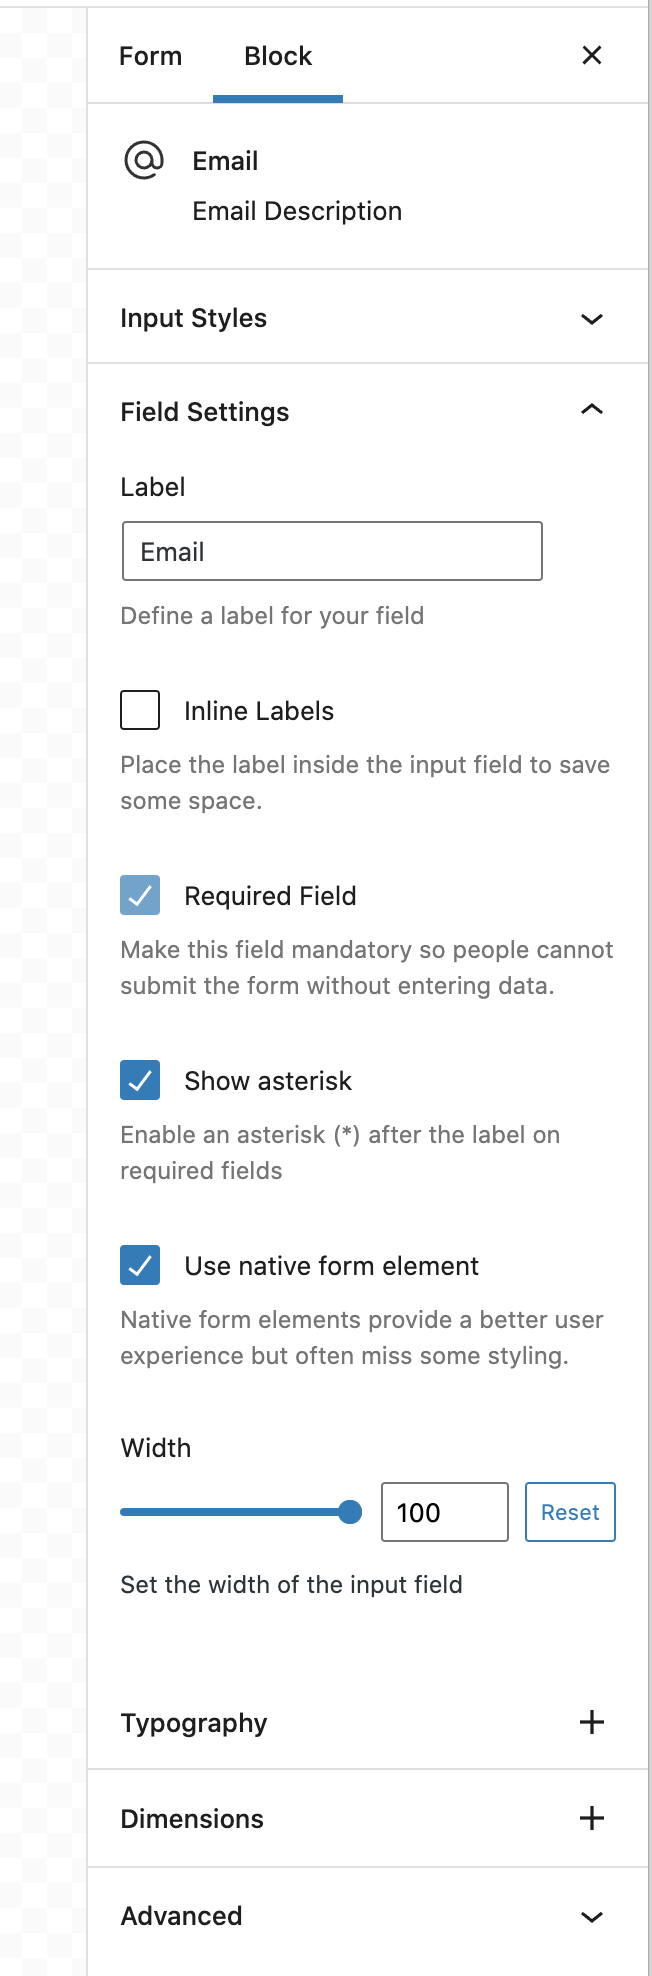 Form Block
Email
Email Description
Input Styles
Field Settings
Label
Email
Define a label for your field
Inline Labels
Place the label inside the input field to save
some space.
Required Field
Make this field mandatory so people cannot
submit the form without entering data.
Show asterisk
Enable an asterisk (*) after the label on
required fields
Use native form element
Native form elements provide a better user
experience but often miss some styling.
Width
100 Reset
Set the width of the input field
Typography
Dimensions
Advanced